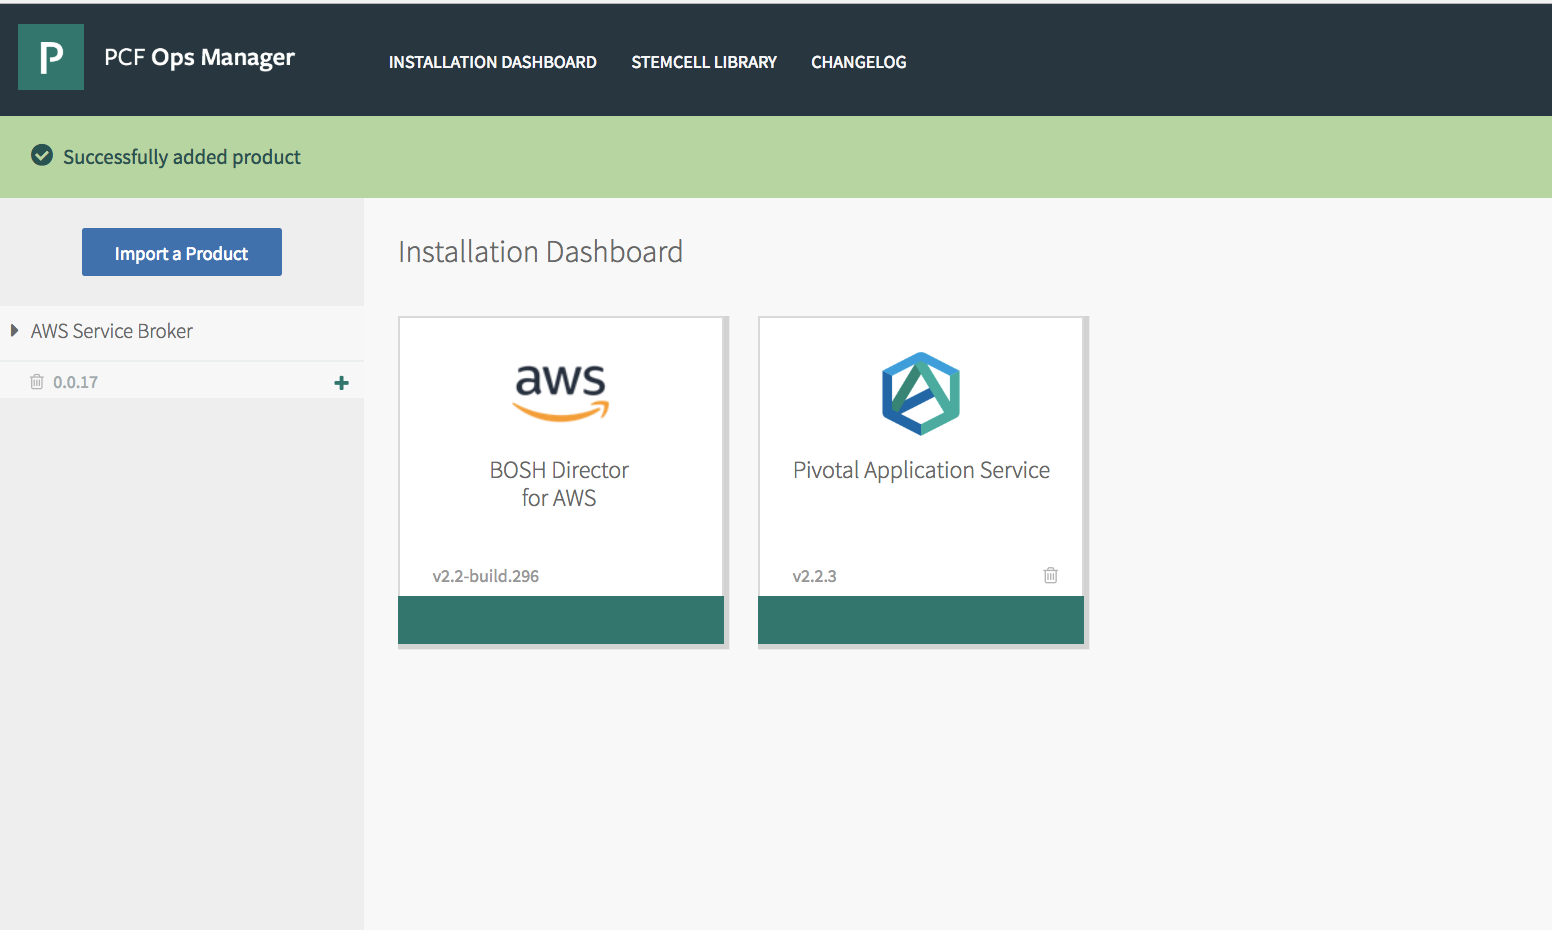 P
PCF Ops Manager
INSTALLATION DASHBOARD
STEMCELL LIBRARY
CHANGELOG
Successfully added product
Import a Product
AWS Service Broker
0.0.17
Installation Dashboard
aws
BOSH Director
for AWS
v2.2-build.296
Pivotal Application Service
v2.2.3